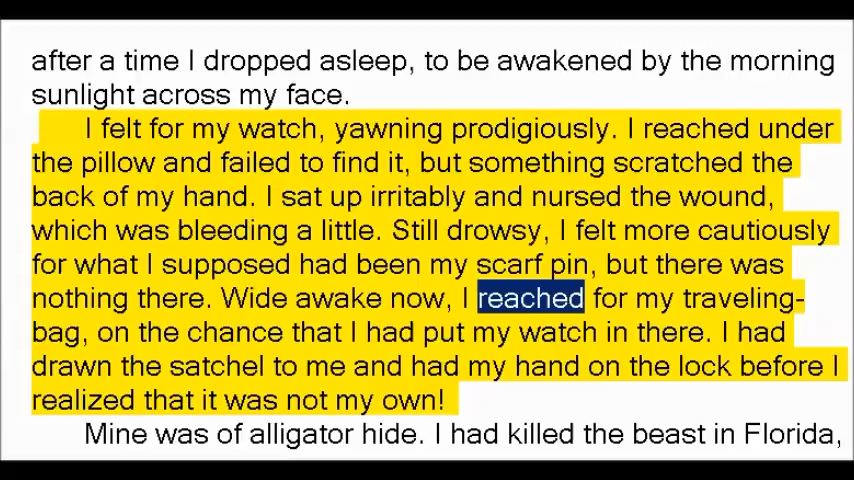 after a time I dropped asleep, to be awakened by the morning
sunlight across my face.
I felt for my watch, yawning prodigiously. I reached under
the pillow and failed to find it, but something scratched the
back of my hand. I sat up irritably and nursed the wound,
which was bleeding a little. Still drowsy, I felt more cautiously
for what I supposed had been my scarf pin, but there was
nothing there. Wide awake now, I reached for my traveling-
bag, on the chance that I had put my watch in there. I had
drawn the satchel to me and had my hand on the lock before I
realized that it was not my own!
Mine was of alligator hide. I had killed the beast in Florida,